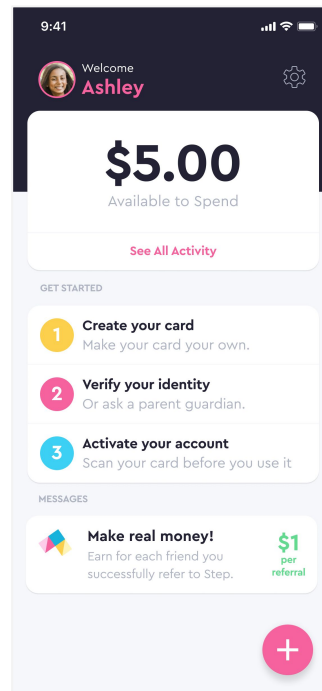 9:41
Welcome
Ashley
$5.00
Available to Spend
See All Activity
GET STARTED
1
Create your card
Make your card your own.
2
Verify your identity
Or ask a parent guardian.
3
Activate your account
Scan your card before you use it
MESSAGES
Make real money!
Earn for each friend you
successfully refer to Step.
$1
per
referral
+